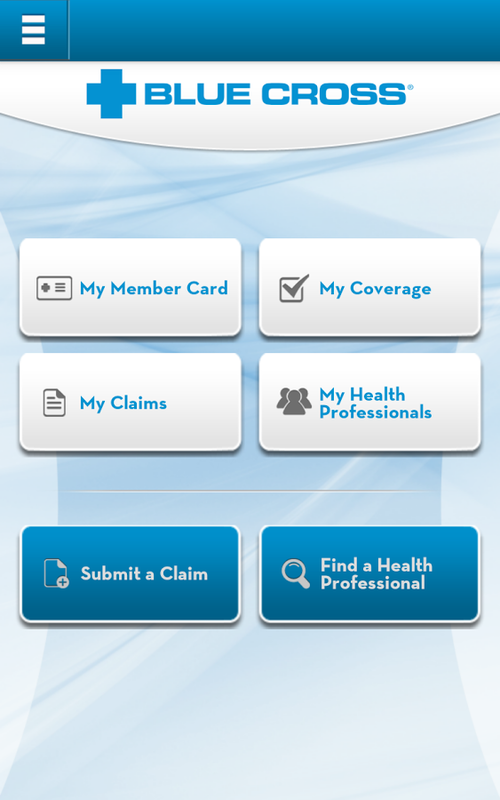 BLUE CROSS®
My Member Card
My Coverage
My Claims
My Health
Professionals
Submit a Claim
Find a Health
Professional